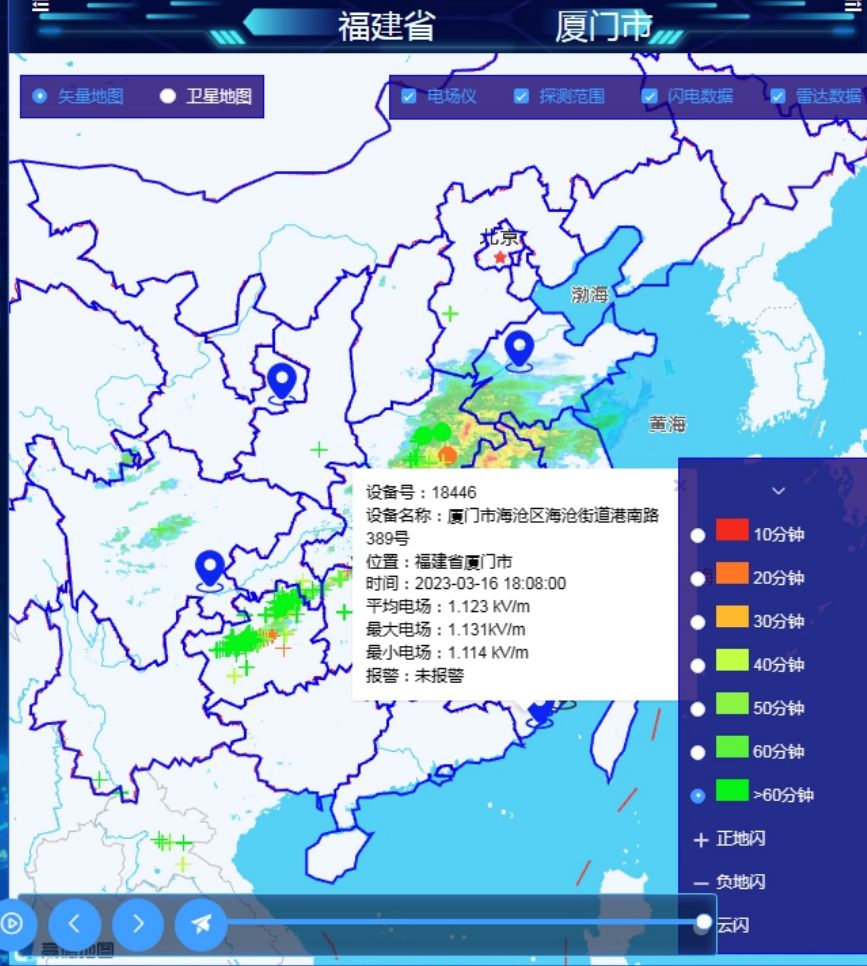 福建省 厦门市
矢量地图 卫星地图 电场仪 探测范围 闪电数据 雷达数据
北京
渤海
黄海
设备号：18446
设备名称：厦门市海沧区海沧街道港南路
389号
位置：福建省厦门市
时间：2023-03-16 18:08:00
平均电场：1.123 kV/m
最大电场：1.131kV/m
最小电场：1.114 kV/m
报警：未报警
10分钟
20分钟
30分钟
40分钟
50分钟
60分钟
>60分钟
正地闪
负地闪
云闪
高德地图